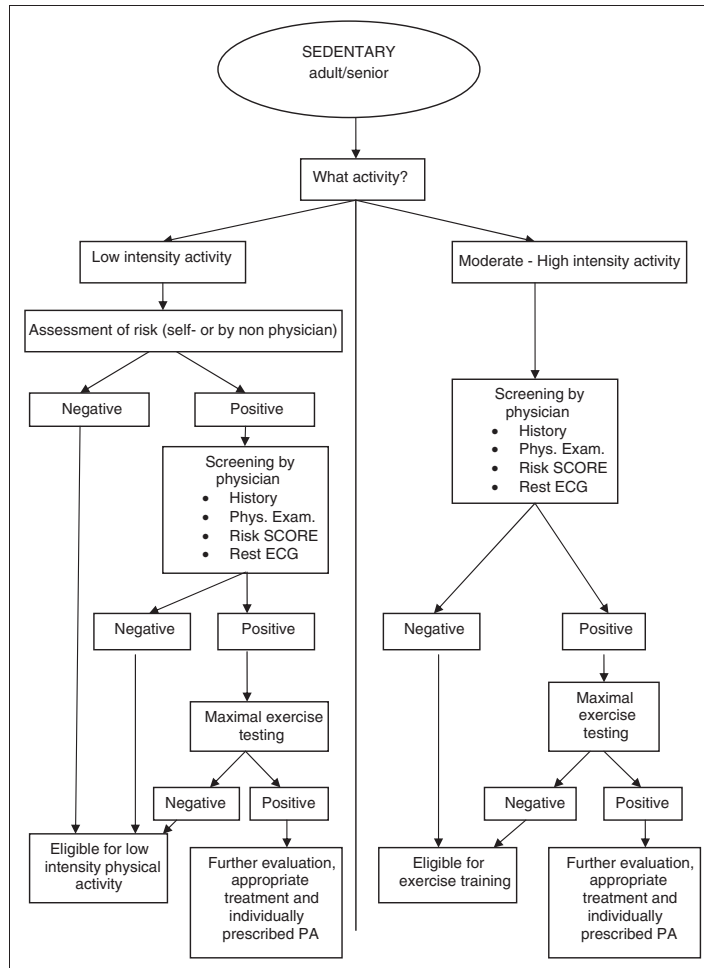 SEDENTARY
adult/senior
What activity?
Low intensity activity
Assessment of risk (self- or by non physician)
Negative
Positive
Screening by
physician
• History
• Phys. Exam.
• Risk SCORE
• Rest ECG
Negative
Positive
Maximal exercise
testing
Negative
Positive
Eligible for low
intensity physical
activity
Further evaluation,
appropriate
treatment and
individually
prescribed PA
Moderate - High intensity activity
Screening by
physician
• History
• Phys. Exam.
• Risk SCORE
• Rest ECG
Negative
Positive
Maximal
exercise
testing
Negative
Positive
Eligible for
exercise training
Further evaluation,
appropriate
treatment and
individually
prescribed PA